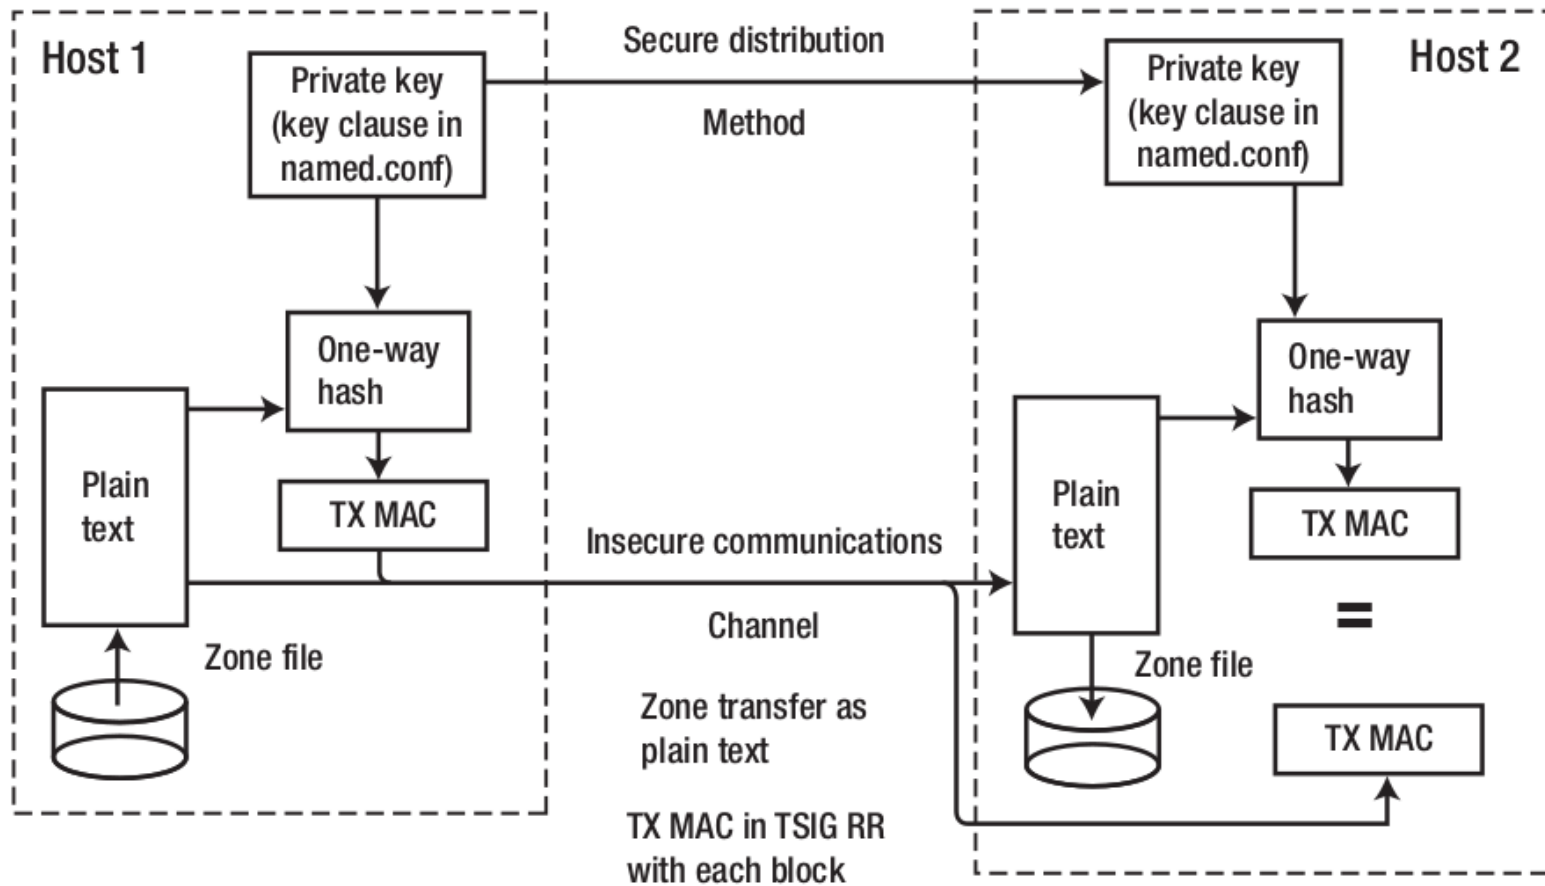 Host 1
Private key
(key clause in
named.conf)
Secure distribution
Method
Private key
(key clause in
named.conf)
Host 2
One-way
hash
One-way
hash
Plain
text
TX MAC
Insecure communications
Channel
Plain
text
TX MAC
=
Zone file
Zone file
Zone transfer as
plain text
TX MAC
TX MAC in TSIG RR
with each block